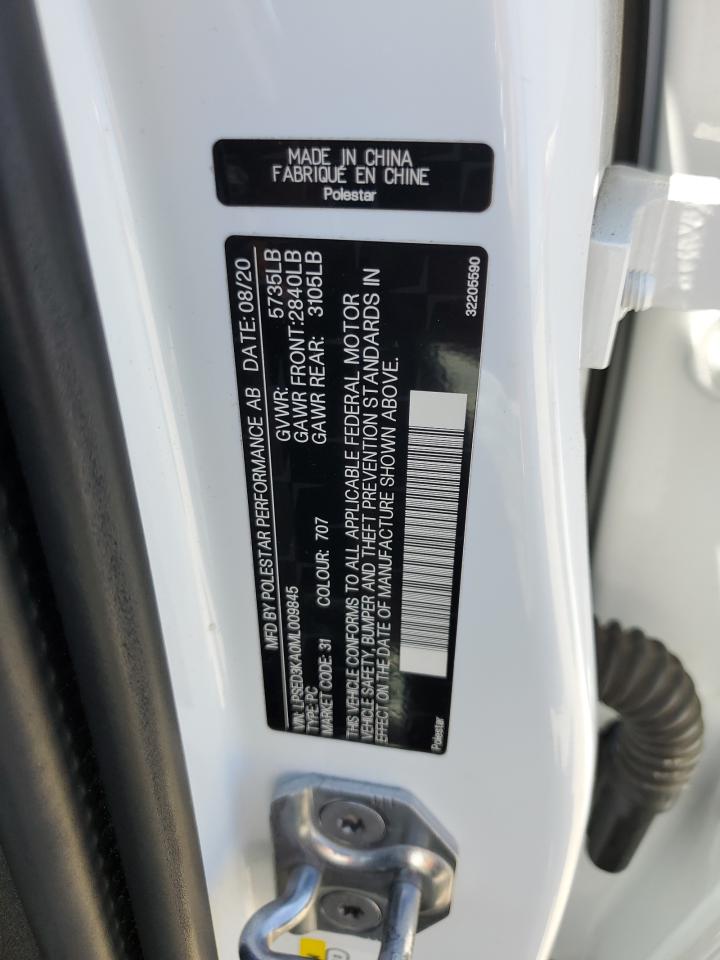 MADE IN CHINA
FABRIQUÉ EN CHINE
Polestar
MFD BY POLESTAR PERFORMANCE AB DATE: 08/20
GVWR: 5735LB
GAWR FRONT:2840LB
GAWR REAR: 3105LB
VIN: LPSED3KA0ML009845
TYPE: PC
MARKET CODE: 31 COLOUR: 707
THIS VEHICLE CONFORMS TO ALL APPLICABLE FEDERAL MOTOR
VEHICLE SAFETY, BUMPER AND THEFT PREVENTION STANDARDS IN
EFFECT ON THE DATE OF MANUFACTURE SHOWN ABOVE.
Polestar 32205590